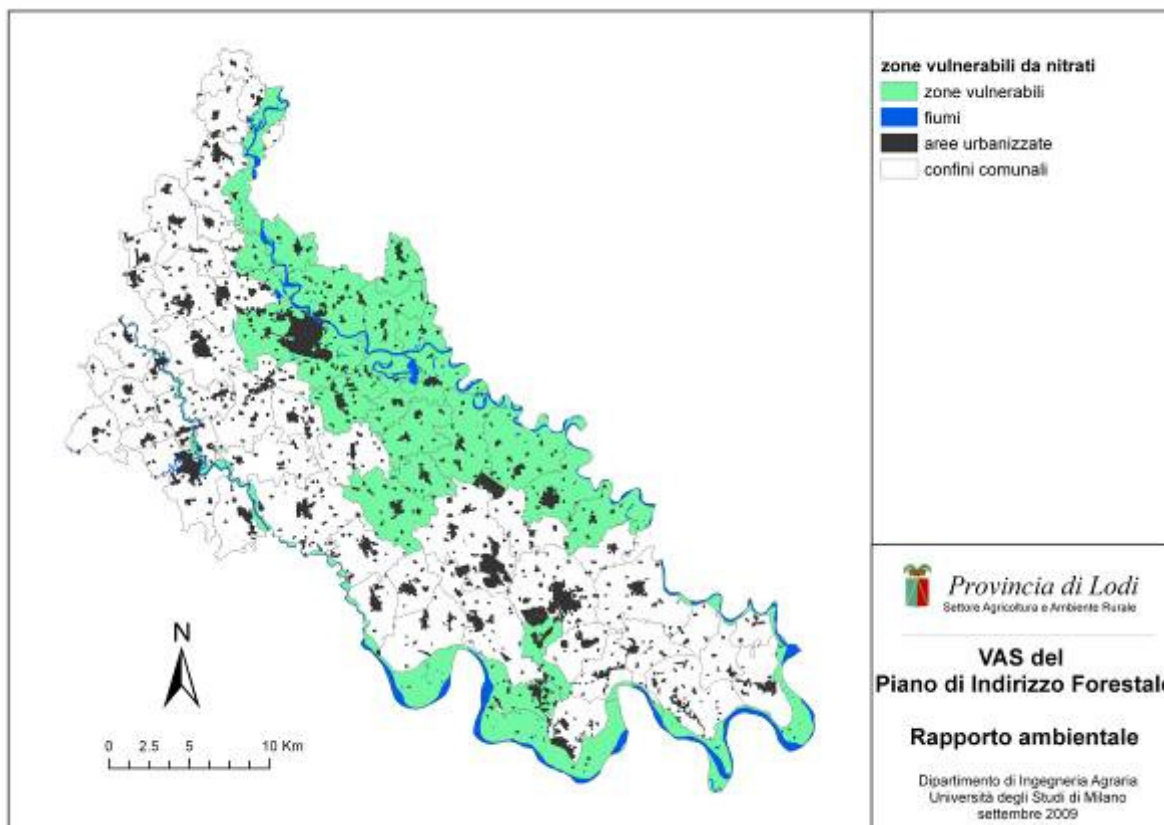 zone vulnerabili da nitrati
zone vulnerabili
fiumi
aree urbanizzate
confini comunali
N
0 2.5 5 10 Km
Provincia di Lodi
Settore Agricoltura e Ambiente Rurale
VAS del
Piano di Indirizzo Forestale
Rapporto ambientale
Dipartimento di Ingegneria Agraria
Università degli Studi di Milano
settembre 2009